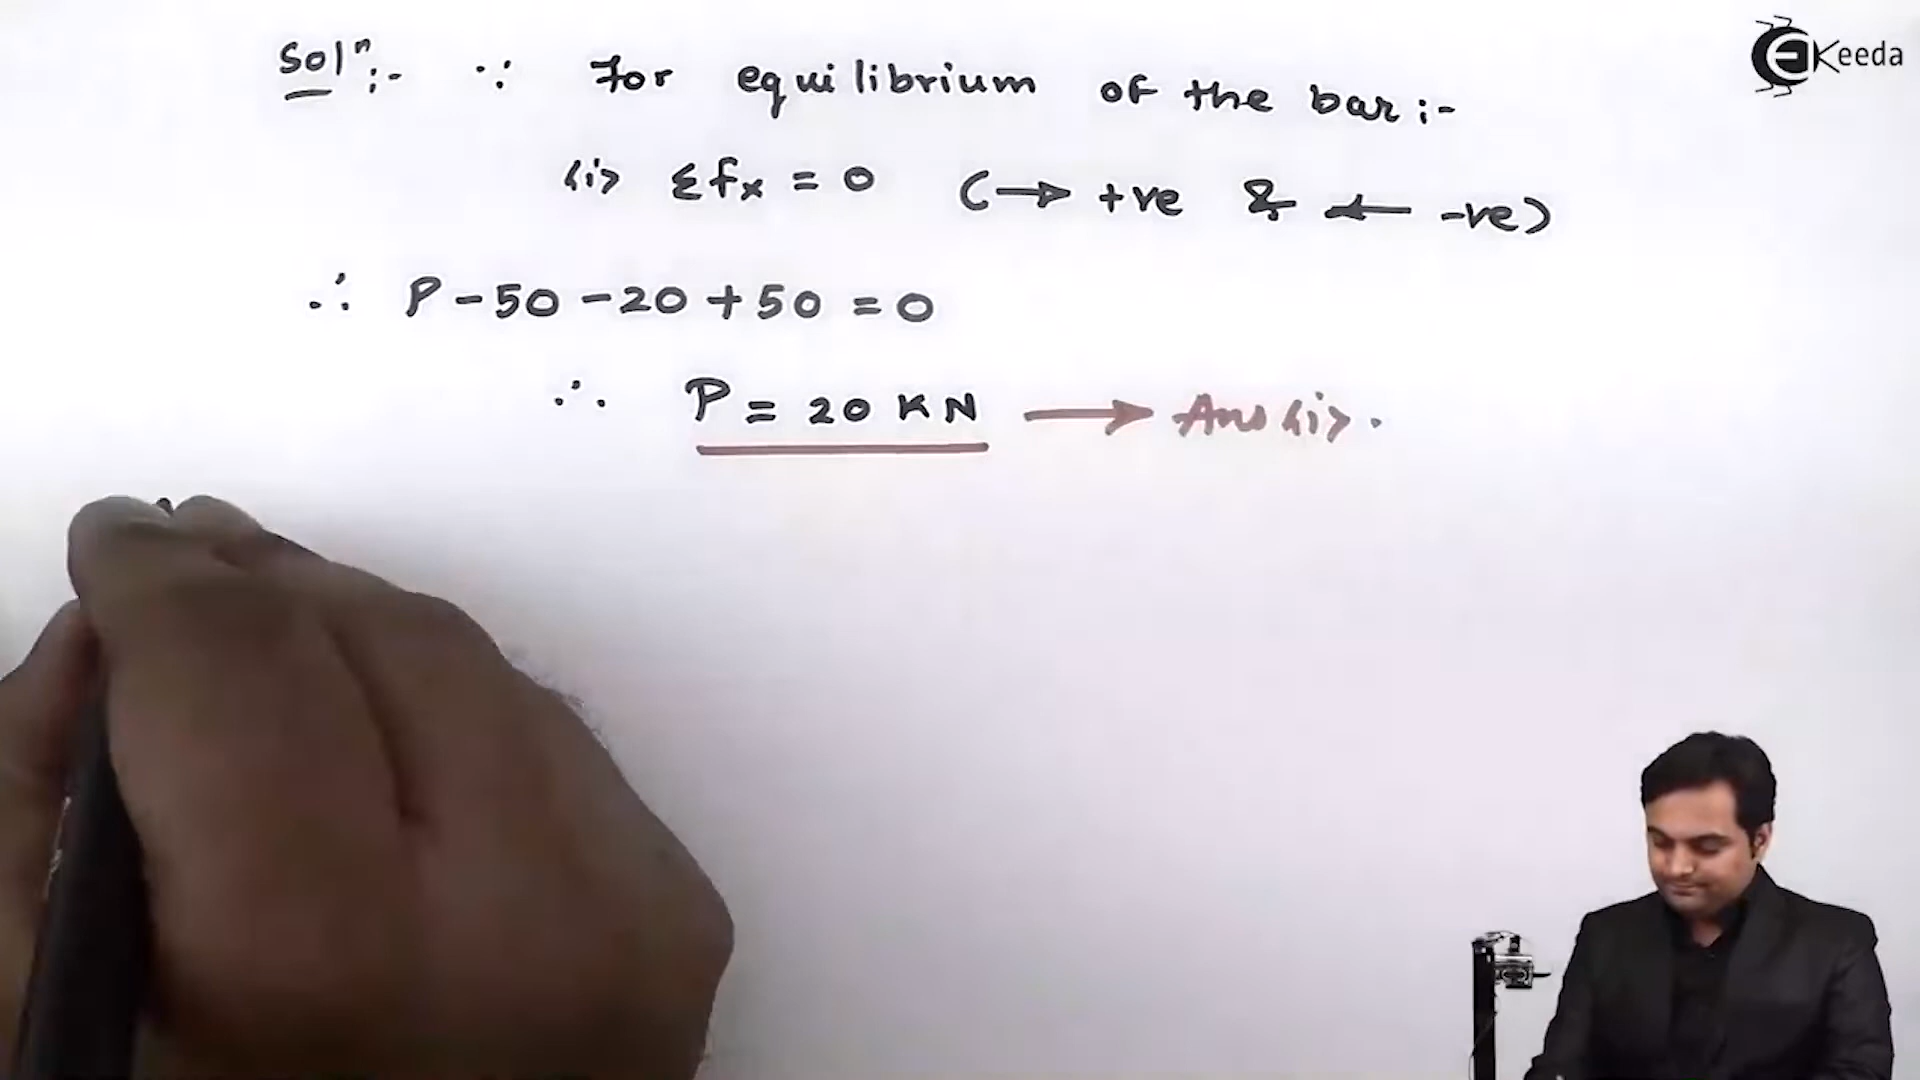 Solⁿ:- ∵ For equilibrium of the bar:-
(i) Σfx = 0 (→ +ve & ← -ve)
∴ P - 50 - 20 + 50 = 0
∴ P = 20 KN → Ans (i).
EKeeda